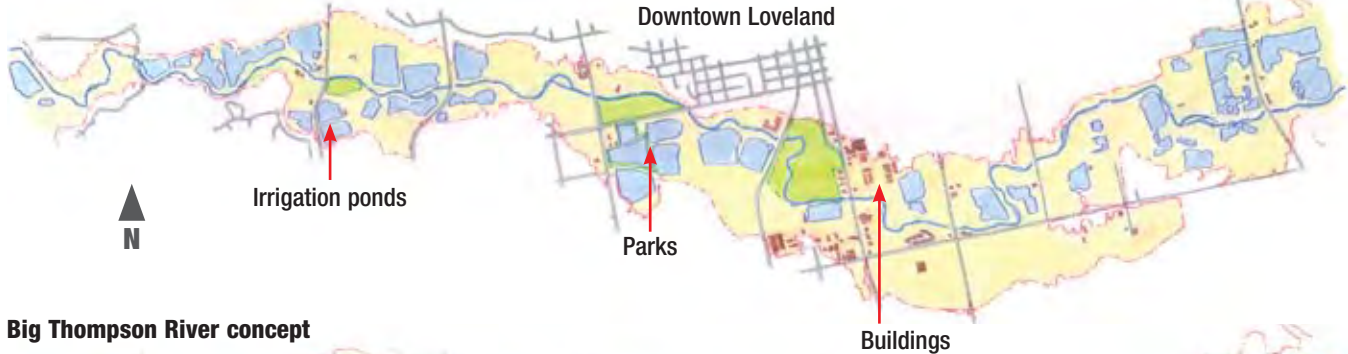 Downtown Loveland
Irrigation ponds
N
Parks
Big Thompson River concept
Buildings